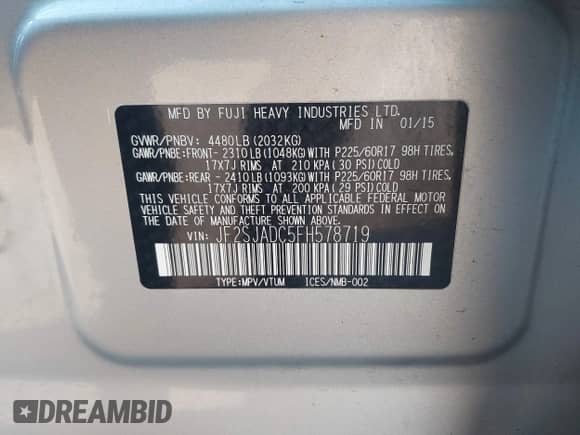 MFD BY FUJI HEAVY INDUSTRIES LTD.
MFD IN 01/15
GVWR/PNBV: 4480LB (2032KG)
GAWR/PNBE:FRONT- 2310 LB (1048KG) WITH P225/60R17 98H TIRES,
17X7J RIMS AT 210 KPA ( 30 PSI) COLD
GAWR/PNBE:REAR - 2410 LB (1093KG) WITH P225/60R17 98H TIRES,
17X7J RIMS AT 200 KPA ( 29 PSI) COLD
THIS VEHICLE CONFORMS TO ALL APPLICABLE FEDERAL MOTOR
VEHICLE SAFETY AND THEFT PREVENTION STANDARDS IN
EFFECT ON THE DATE OF MANUFACTURE SHOWN ABOVE.
VIN: JF2SJADC5FH578719
TYPE:MPV/VTUM ICES/NMB-002
DREAMBID